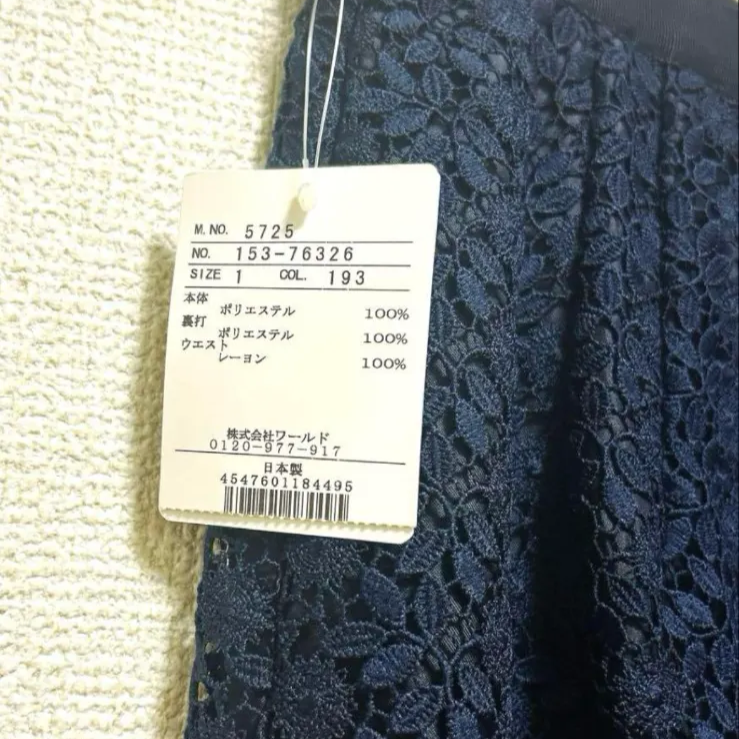 M. NO. 5725
NO. 153-76326
SIZE 1 COL. 193
本体
ポリエステル 100%
裏打
ポリエステル 100%
ウエスト
レーヨン 100%
株式会社ワールド
0120-977-917
日本製
4547601184495